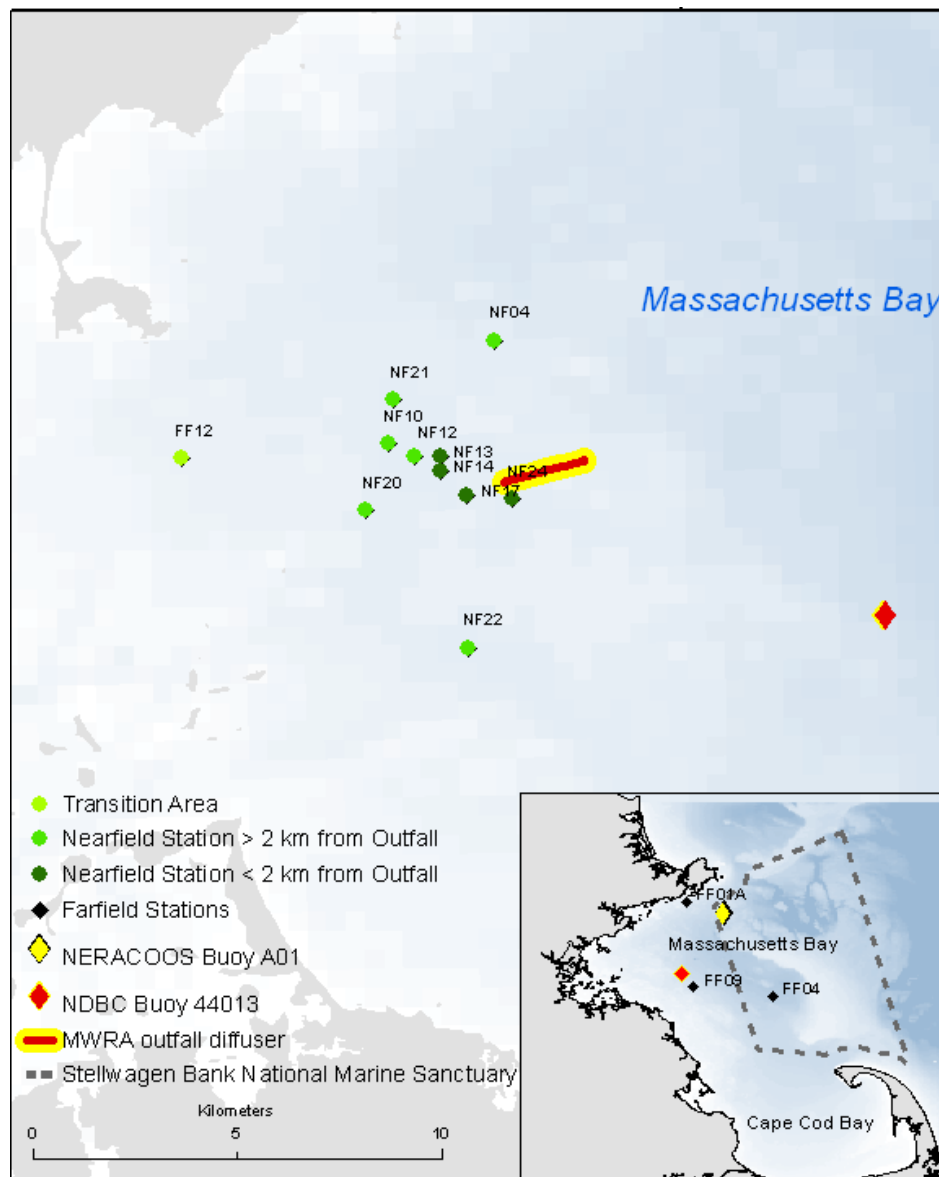 Massachusetts Bay
NF04
NF21
NF10
NF12
FF12
NF13
NF14
NF24
NF20
NF17
NF22
Transition Area
Nearfield Station > 2 km from Outfall
Nearfield Station < 2 km from Outfall
Farfield Stations
NERACOOS Buoy A01
NDBC Buoy 44013
MWRA outfall diffuser
Stellwagen Bank National Marine Sanctuary
Kilometers
0 5 10
FF01A
Massachusetts Bay
FF09
FF04
Cape Cod Bay